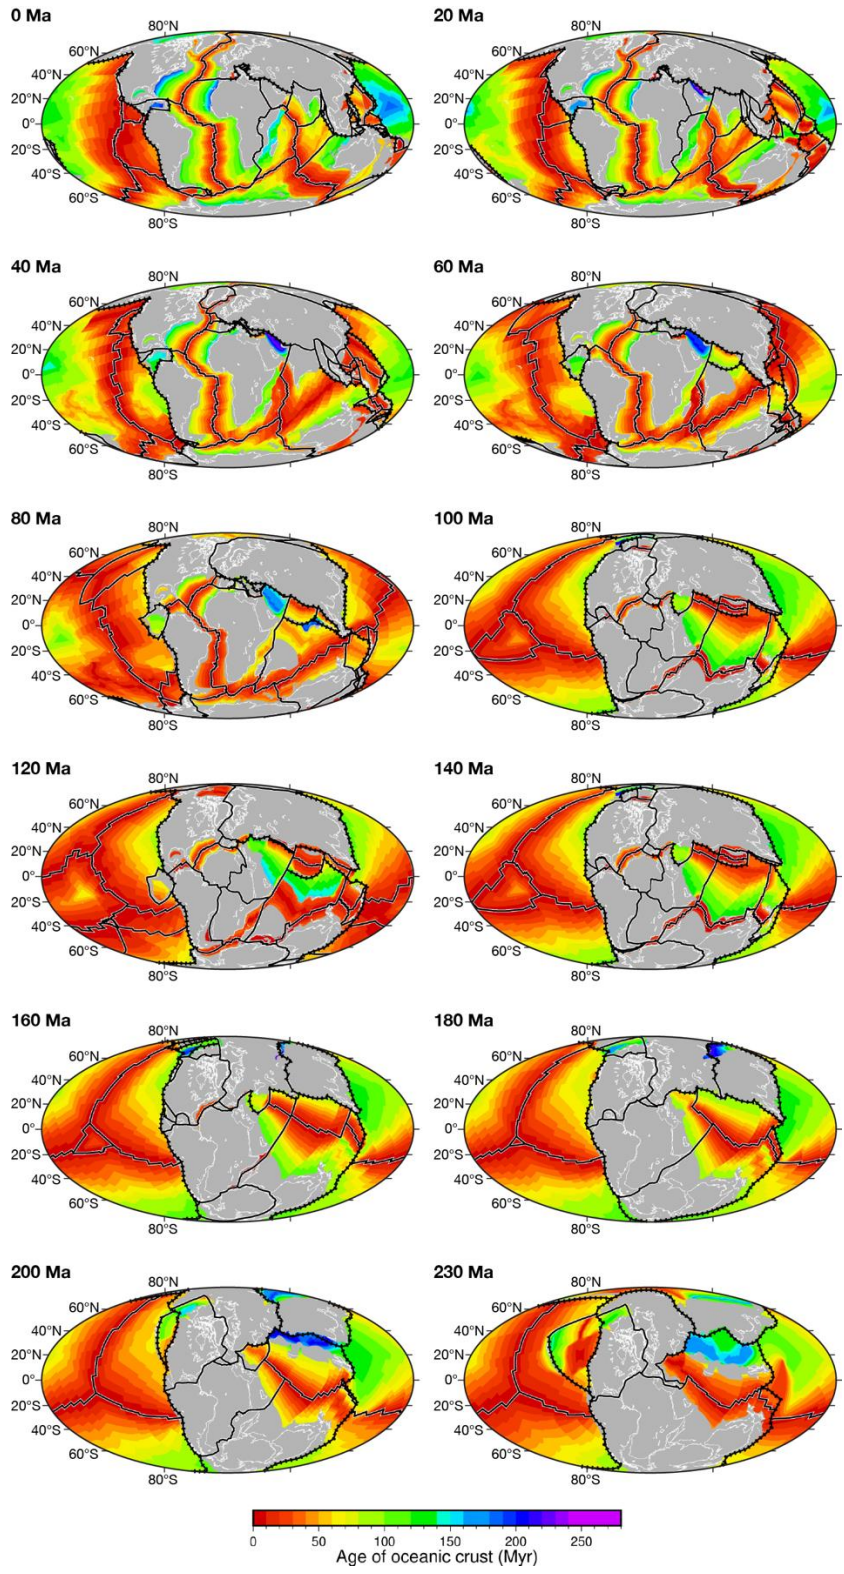 0 Ma
80°N
60°N
40°N
20°N
0°
20°S
40°S
60°S
80°S
20 Ma
80°N
60°N
40°N
20°N
0°
20°S
40°S
60°S
80°S
40 Ma
80°N
60°N
40°N
20°N
0°
20°S
40°S
60°S
80°S
60 Ma
80°N
60°N
40°N
20°N
0°
20°S
40°S
60°S
80°S
80 Ma
80°N
60°N
40°N
20°N
0°
20°S
40°S
60°S
80°S
100 Ma
80°N
60°N
40°N
20°N
0°
20°S
40°S
60°S
80°S
120 Ma
80°N
60°N
40°N
20°N
0°
20°S
40°S
60°S
80°S
140 Ma
80°N
60°N
40°N
20°N
0°
20°S
40°S
60°S
80°S
160 Ma
80°N
60°N
40°N
20°N
0°
20°S
40°S
60°S
80°S
180 Ma
80°N
60°N
40°N
20°N
0°
20°S
40°S
60°S
80°S
200 Ma
80°N
60°N
40°N
20°N
0°
20°S
40°S
60°S
80°S
230 Ma
80°N
60°N
40°N
20°N
0°
20°S
40°S
60°S
80°S
0 50 100 150 200 250
Age of oceanic crust (Myr)